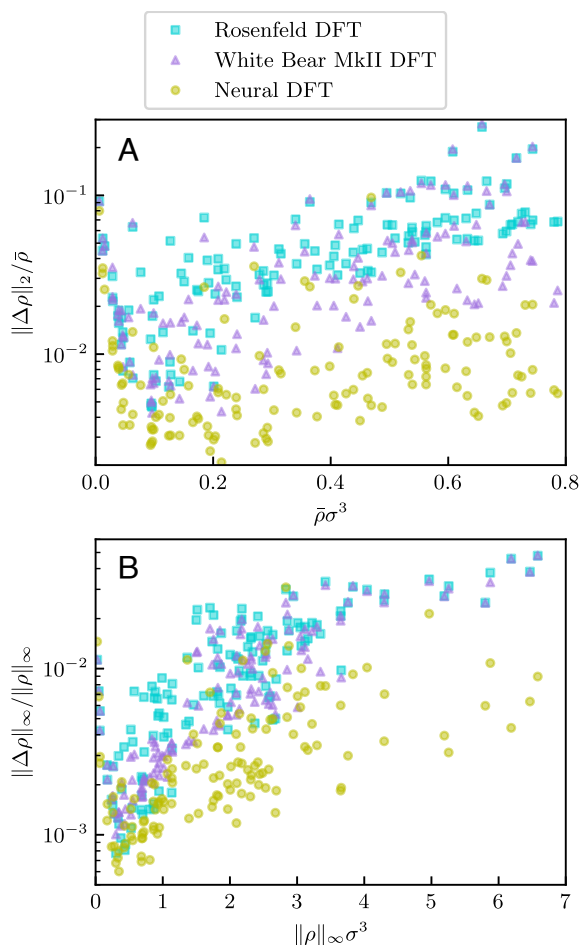 Rosenfeld DFT
White Bear MkII DFT
Neural DFT
A
10⁻¹
10⁻²
‖Δρ‖₂/ρ̄
0.0 0.2 0.4 0.6 0.8
ρ̄σ³
B
10⁻²
10⁻³
‖Δρ‖∞/‖ρ‖∞
0 1 2 3 4 5 6 7
‖ρ‖∞σ³